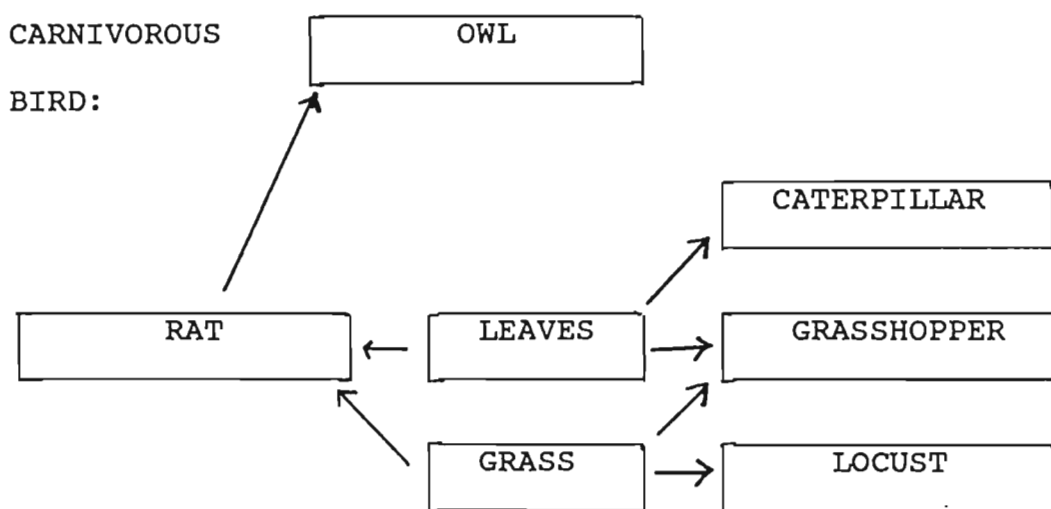 CARNIVOROUS OWL
BIRD:
CATERPILLAR
RAT LEAVES GRASSHOPPER
GRASS LOCUST